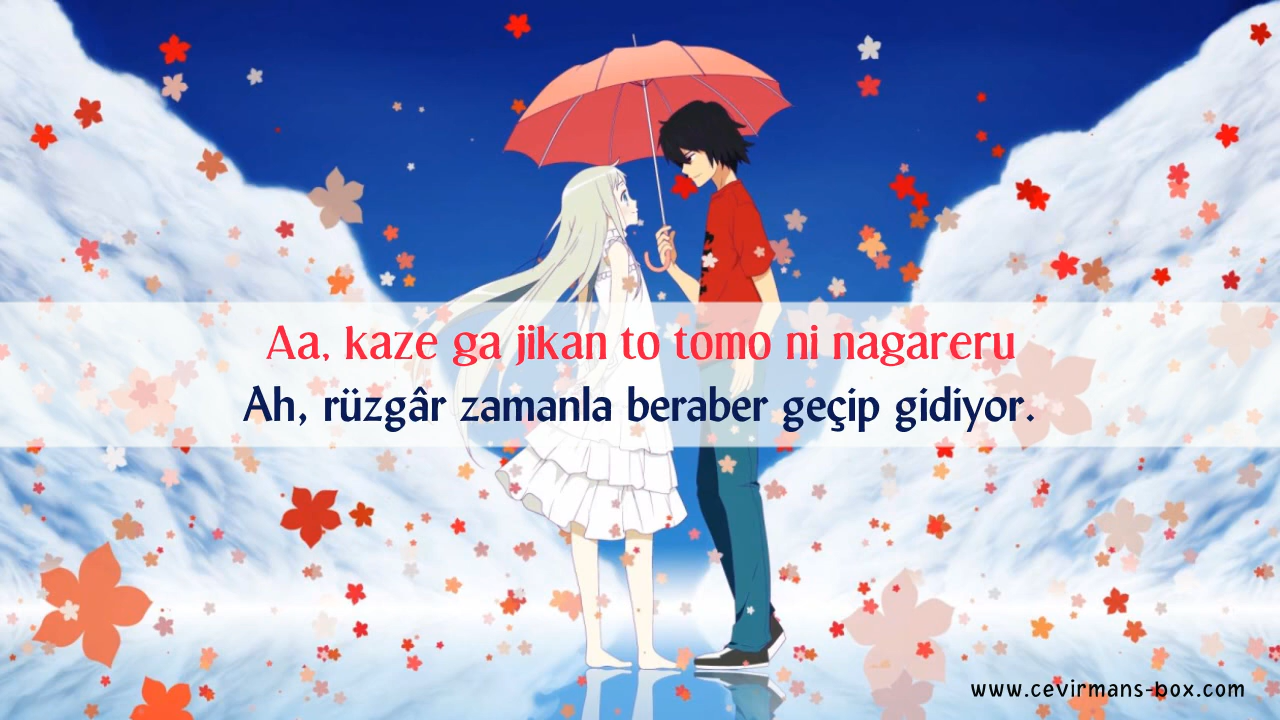 Aa, kaze ga jikan to tomo ni nagareru
Ah, rüzgâr zamanla beraber geçip gidiyor.
www.cevirmans-box.com